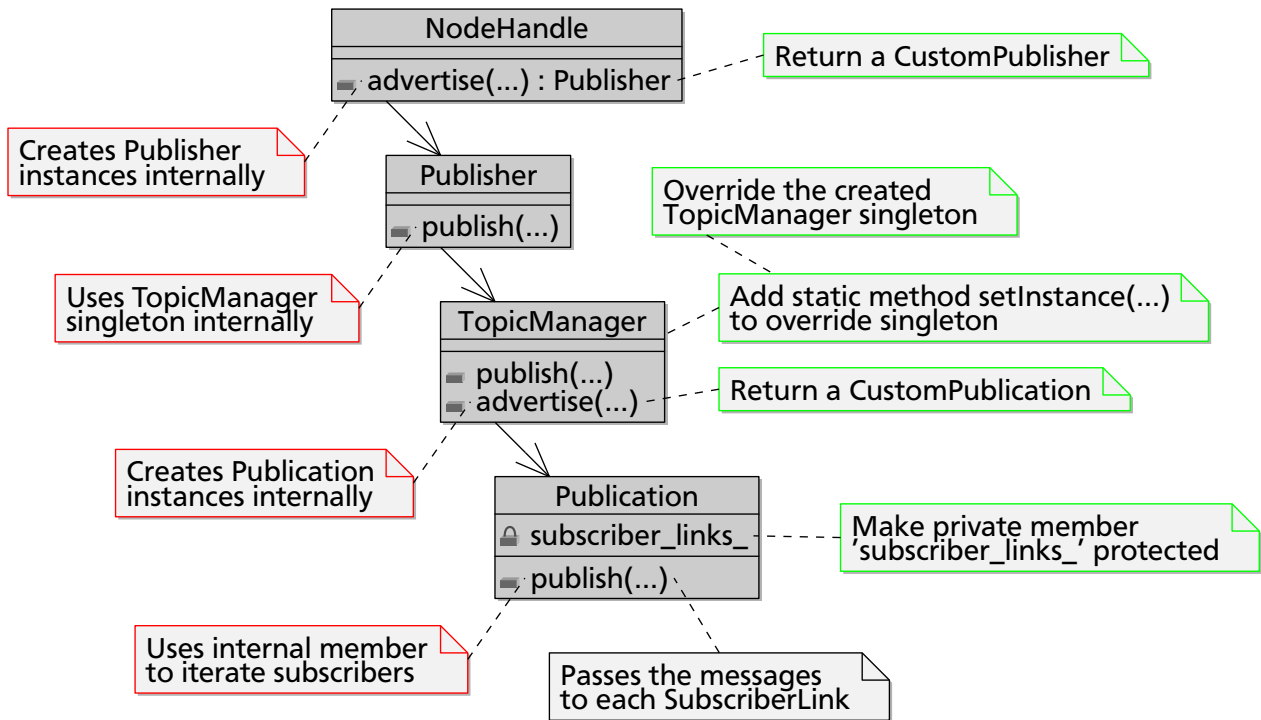 NodeHandle
advertise(...) : Publisher
Return a CustomPublisher
Creates Publisher
instances internally
Publisher
publish(...)
Override the created
TopicManager singleton
Uses TopicManager
singleton internally
Add static method setInstance(...)
to override singleton
TopicManager
publish(...)
advertise(...)
Return a CustomPublication
Creates Publication
instances internally
Publication
subscriber_links_
Make private member
’subscriber_links_’ protected
publish(...)
Uses internal member
to iterate subscribers
Passes the messages
to each SubscriberLink